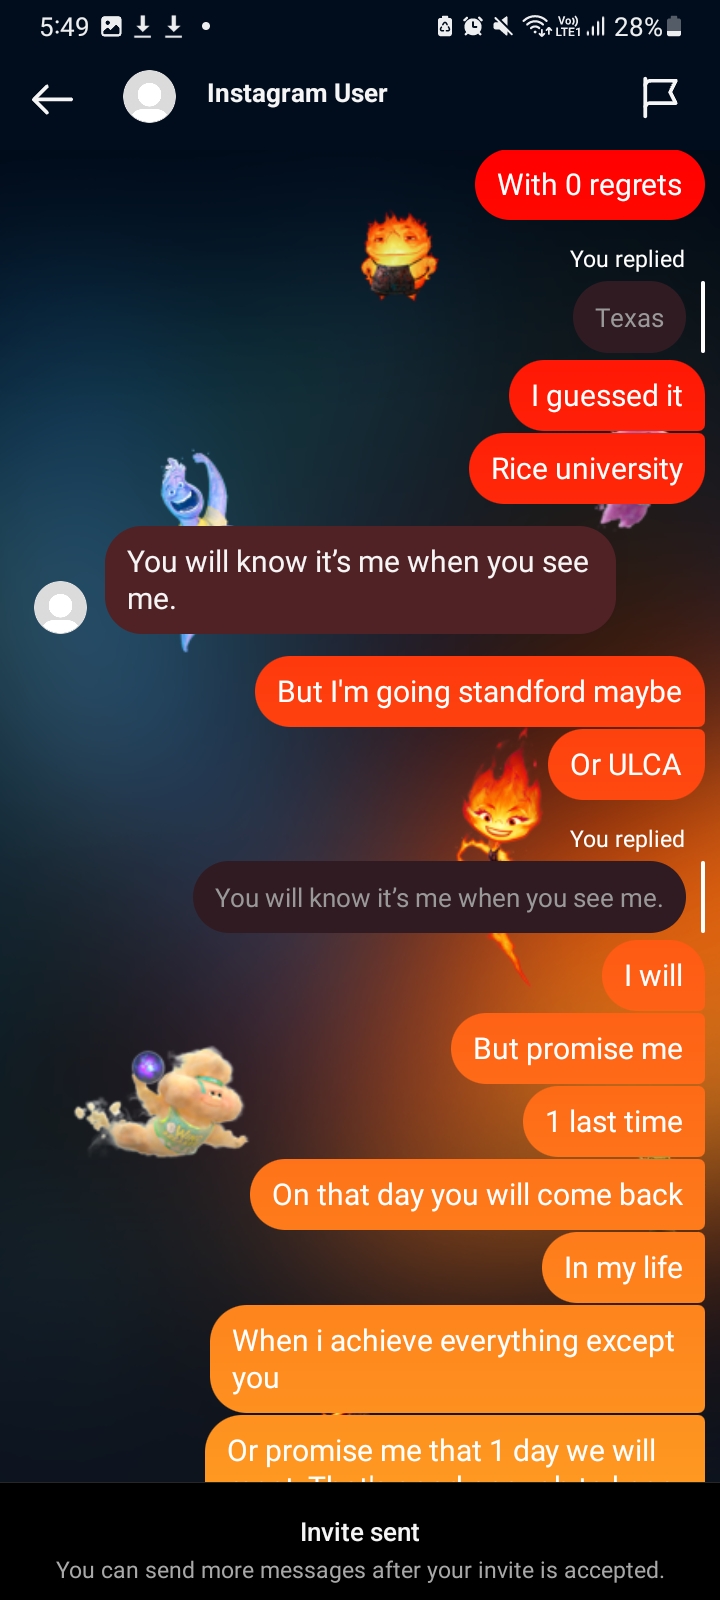 5:49
Vo)) LTE1 28%
Instagram User
With 0 regrets
You replied
Texas
I guessed it
Rice university
You will know it’s me when you see
me.
But I'm going standford maybe
Or ULCA
You replied
You will know it’s me when you see me.
I will
But promise me
1 last time
On that day you will come back
In my life
When i achieve everything except
you
Or promise me that 1 day we will
Invite sent
You can send more messages after your invite is accepted.